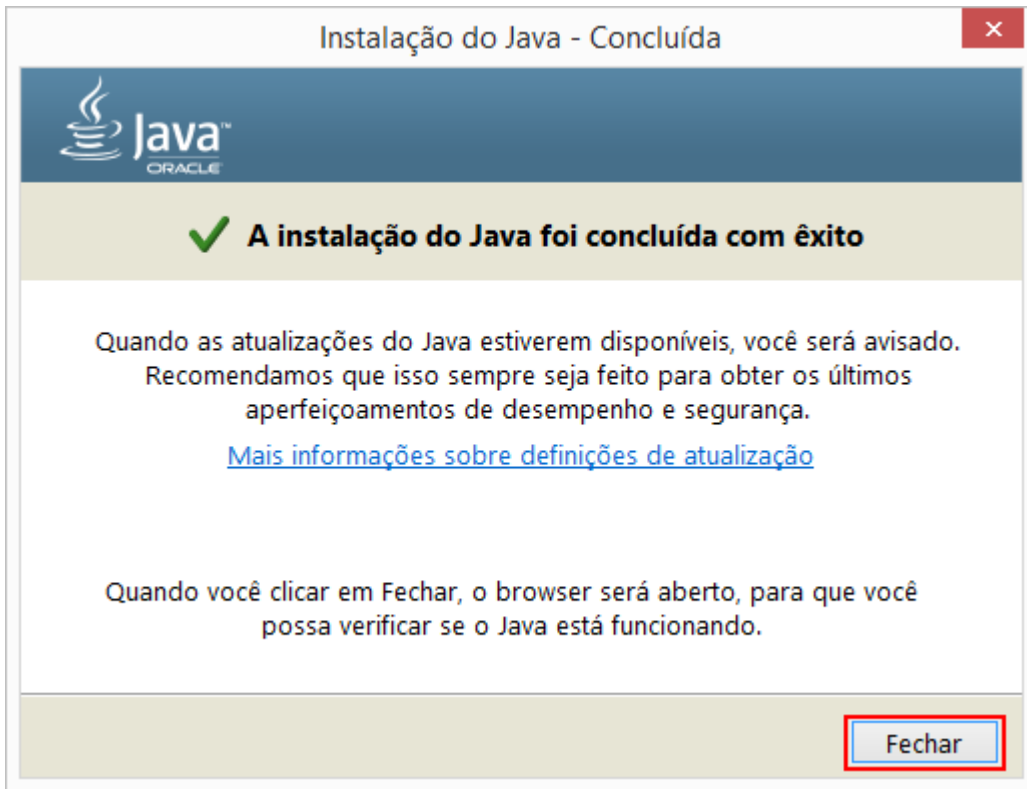 Instalação do Java - Concluída
Java™
ORACLE
A instalação do Java foi concluída com êxito
Quando as atualizações do Java estiverem disponíveis, você será avisado.
Recomendamos que isso sempre seja feito para obter os últimos
aperfeiçoamentos de desempenho e segurança.
Mais informações sobre definições de atualização
Quando você clicar em Fechar, o browser será aberto, para que você
possa verificar se o Java está funcionando.
Fechar